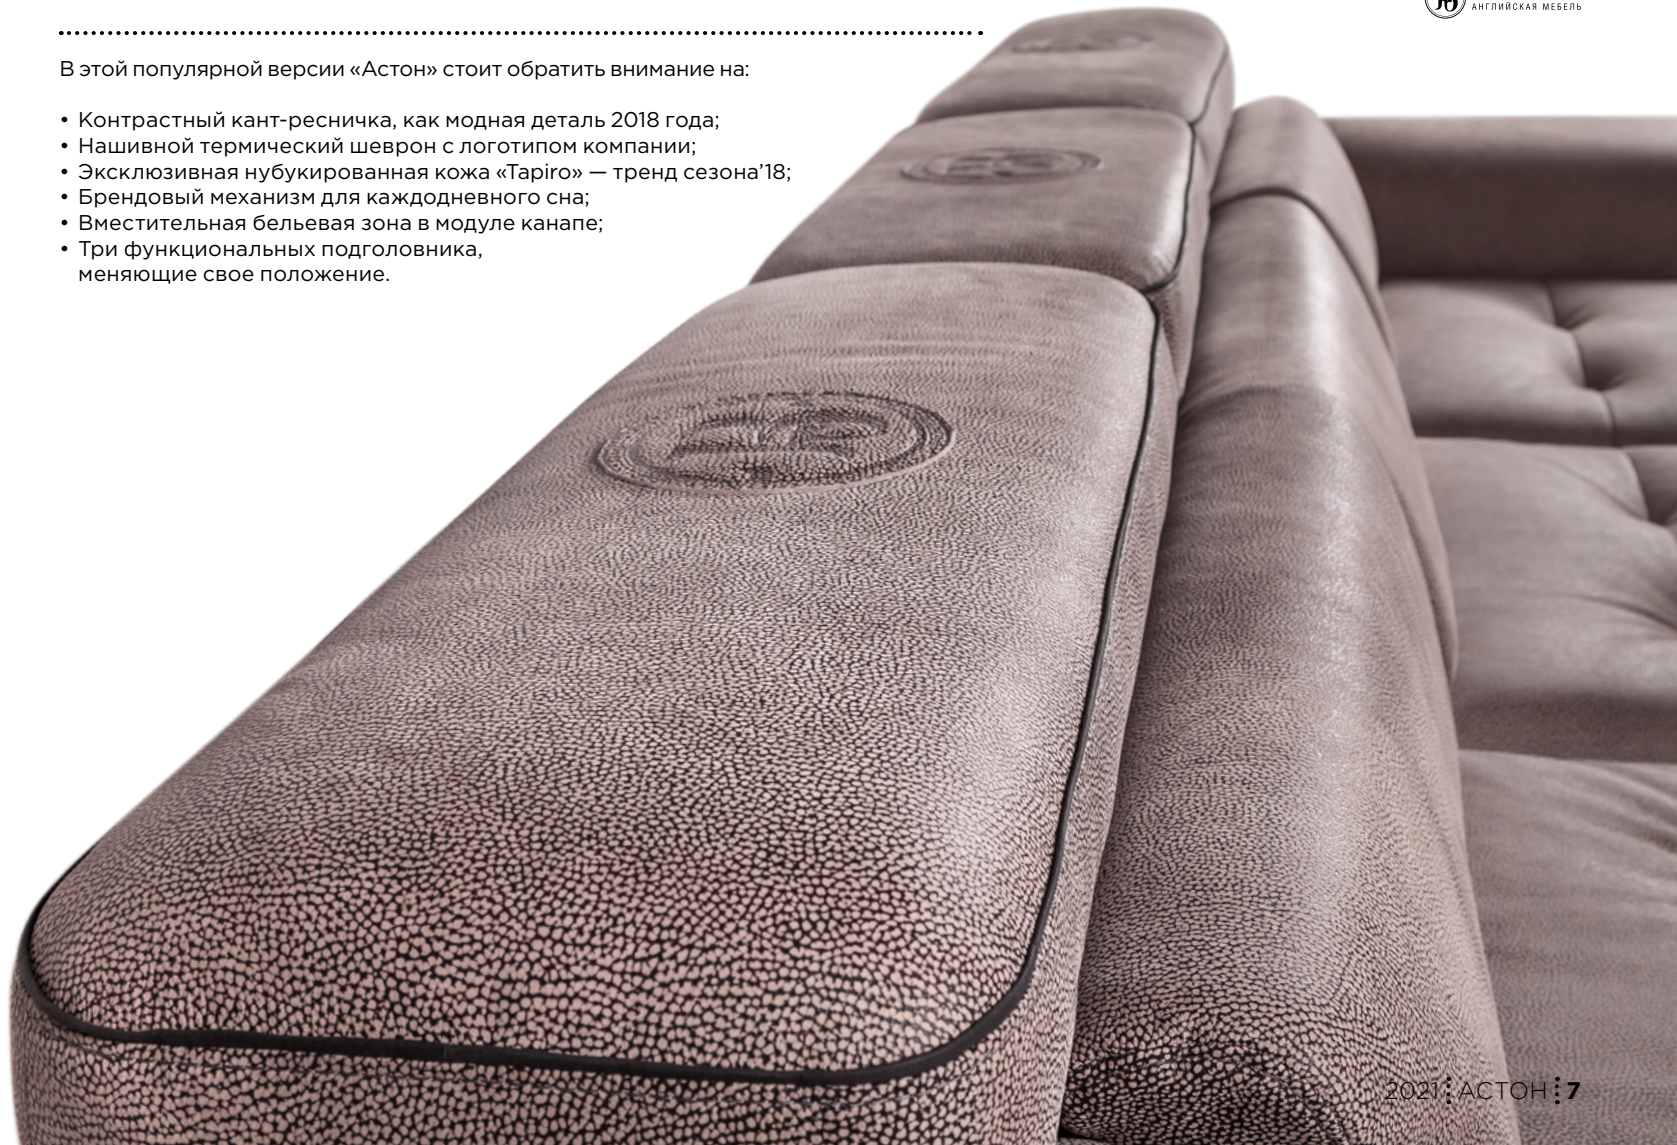 АНГЛИЙСКАЯ МЕБЕЛЬ
В этой популярной версии «Астон» стоит обратить внимание на:
• Контрастный кант-ресничка, как модная деталь 2018 года;
• Нашивной термический шеврон с логотипом компании;
• Эксклюзивная нубукированная кожа «Tapiro» — тренд сезона’18;
• Брендовый механизм для каждодневного сна;
• Вместительная бельевая зона в модуле канапе;
• Три функциональных подголовника,
меняющие свое положение.
2021 АСТОН 7